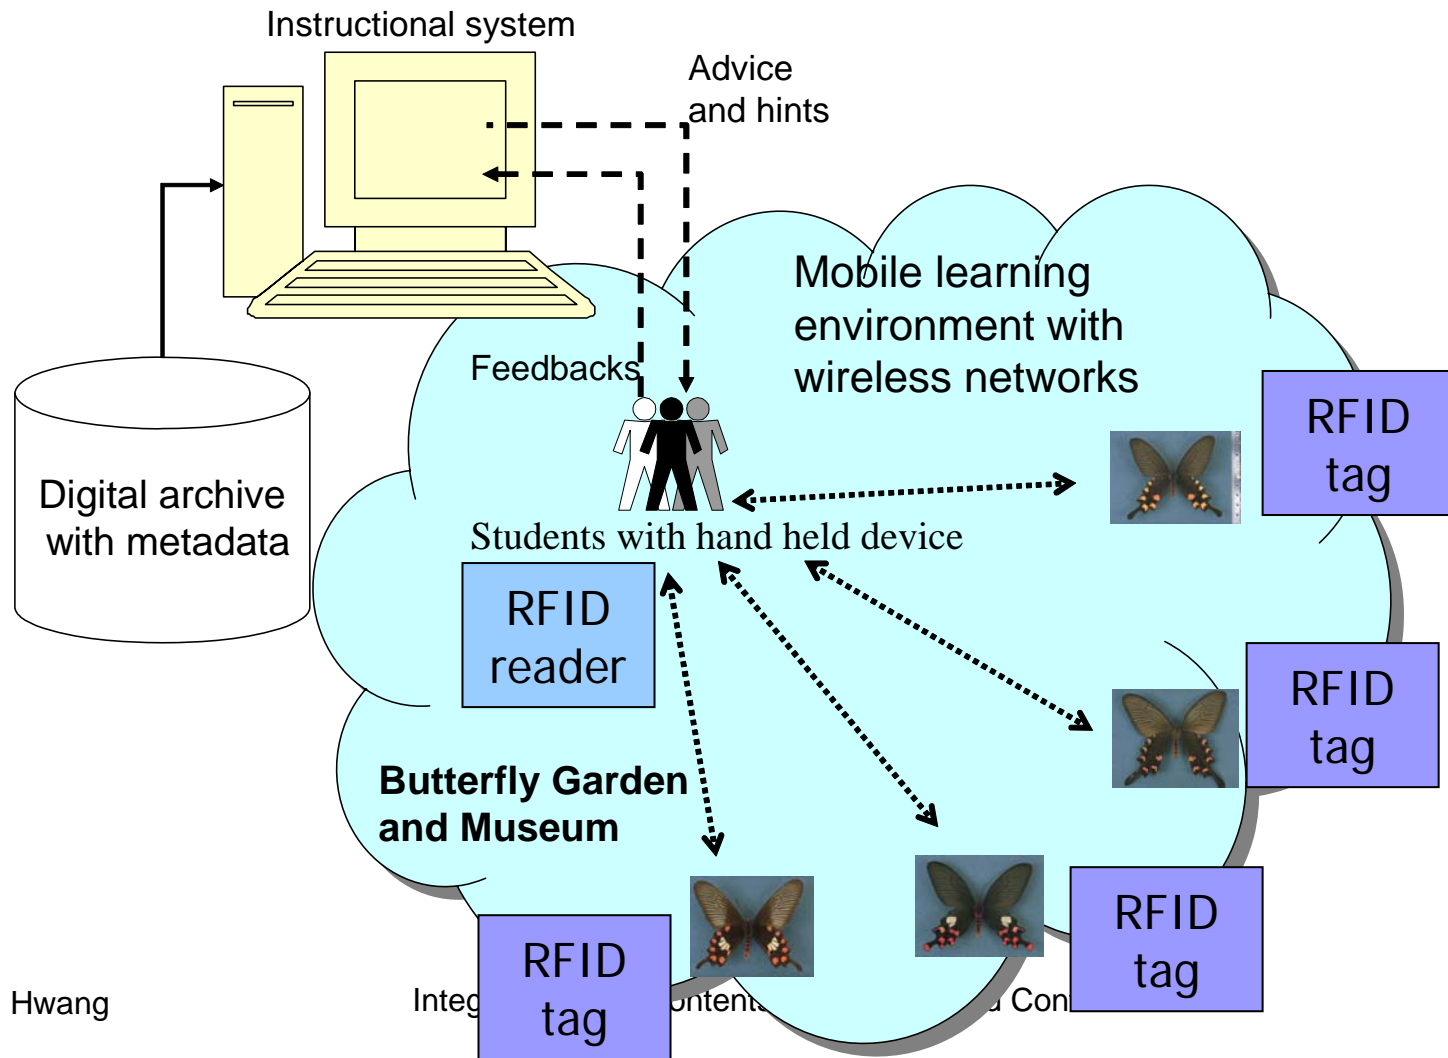 Instructional system
Advice
and hints
Mobile learning
environment with
wireless networks
Feedbacks
RFID
tag
Digital archive
with metadata
Students with hand held device
RFID
reader
RFID
tag
Butterfly Garden
and Museum
RFID
tag
RFID
tag
Hwang